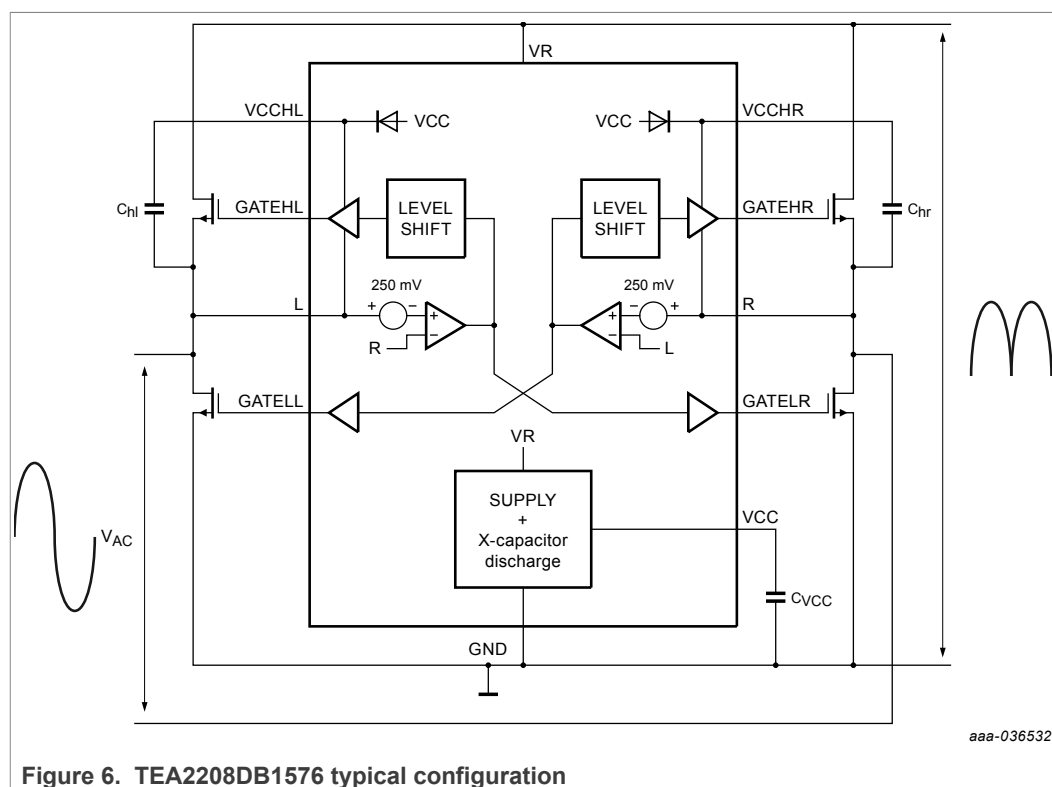 VR
VCCHL
VCC
VCC
VCCHR
Chl
GATEHL
LEVEL
SHIFT
LEVEL
SHIFT
GATEHR
Chr
250 mV
250 mV
L
+
−
+
−
−
+
+
−
R
R
L
GATELL
GATELR
VR
SUPPLY
+
X-capacitor
discharge
VCC
VAC
CVCC
GND
aaa-036532
Figure 6. TEA2208DB1576 typical configuration